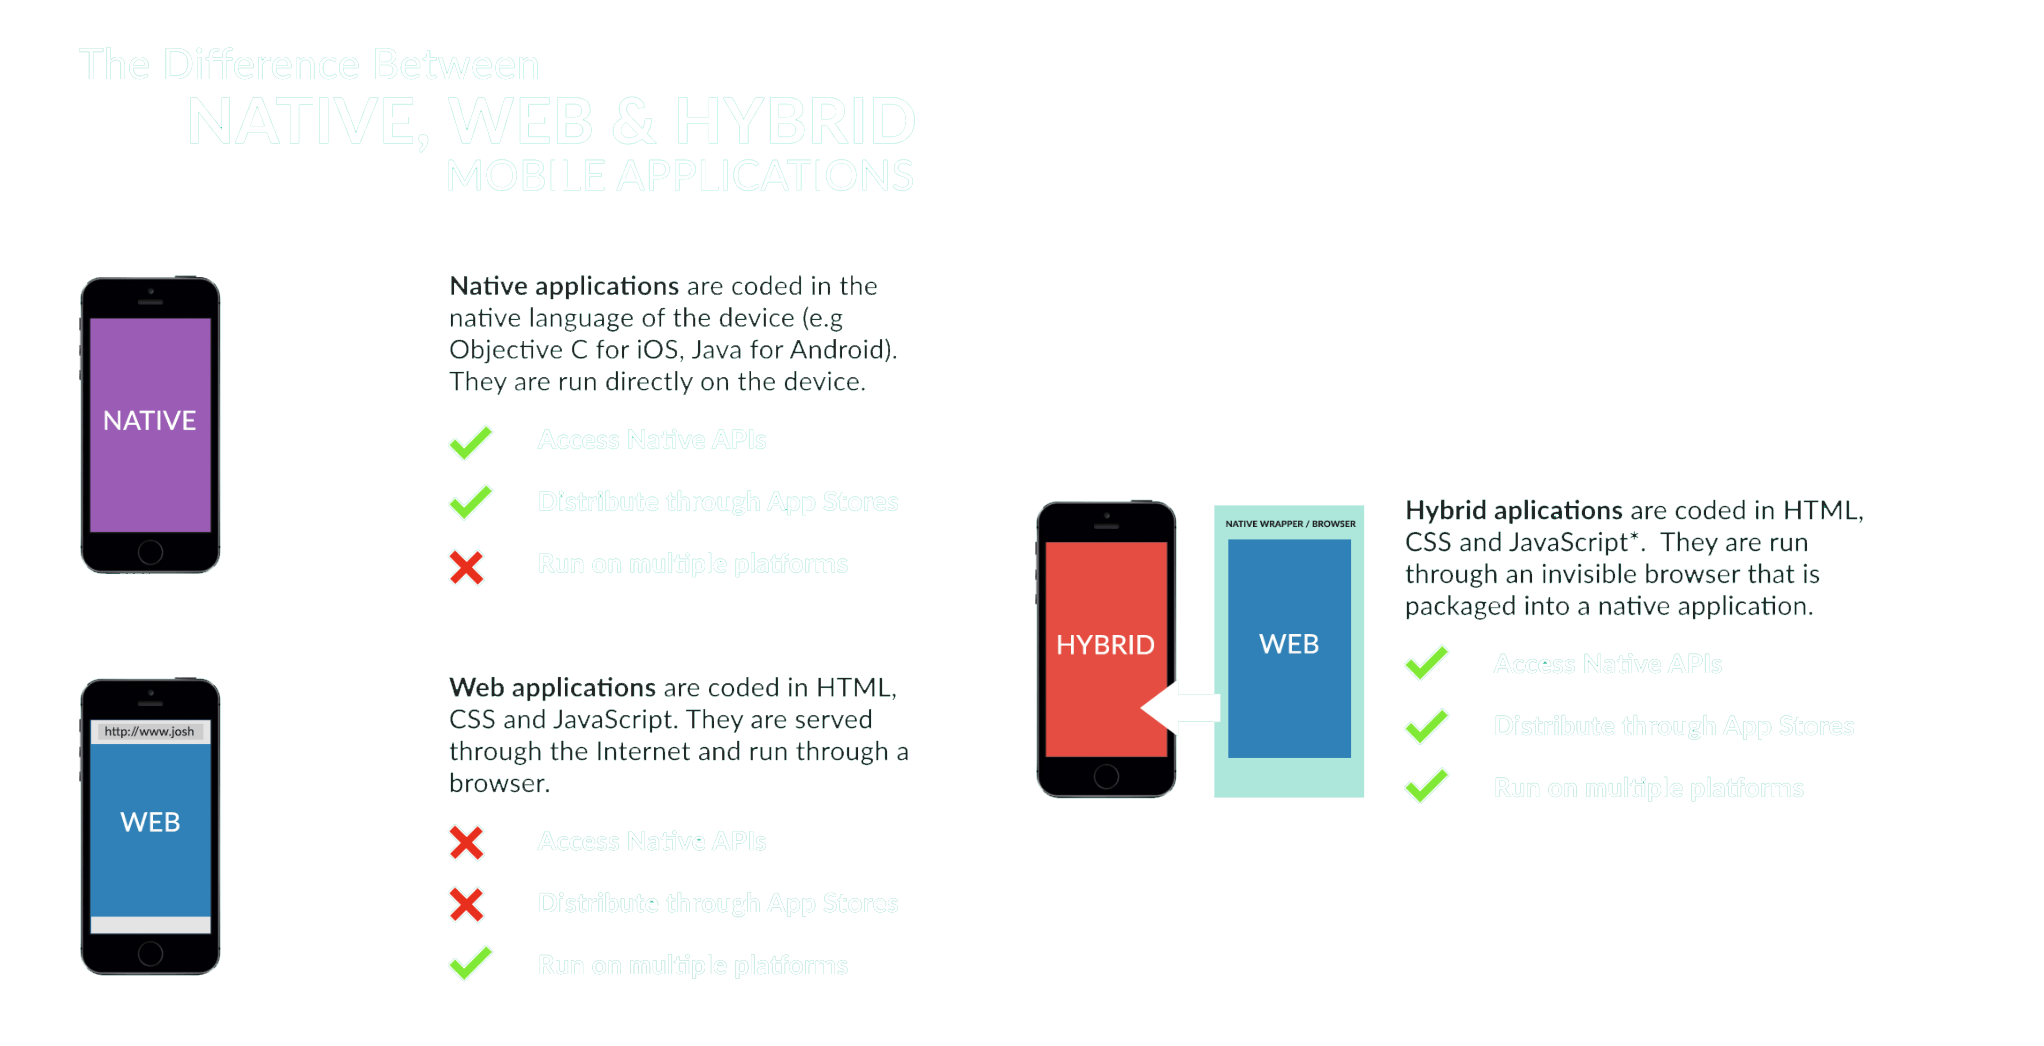 The Difference Between
NATIVE, WEB & HYBRID
MOBILE APPLICATIONS
NATIVE
Native applications are coded in the
native language of the device (e.g
Objective C for iOS, Java for Android).
They are run directly on the device.
Access Native APIs
Distribute through App Stores
Run on multiple platforms
http://www.josh
WEB
Web applications are coded in HTML,
CSS and JavaScript. They are served
through the Internet and run through a
browser.
Access Native APIs
Distribute through App Stores
Run on multiple platforms
HYBRID
NATIVE WRAPPER / BROWSER
WEB
Hybrid aplications are coded in HTML,
CSS and JavaScript*. They are run
through an invisible browser that is
packaged into a native application.
Access Native APIs
Distribute through App Stores
Run on multiple platforms